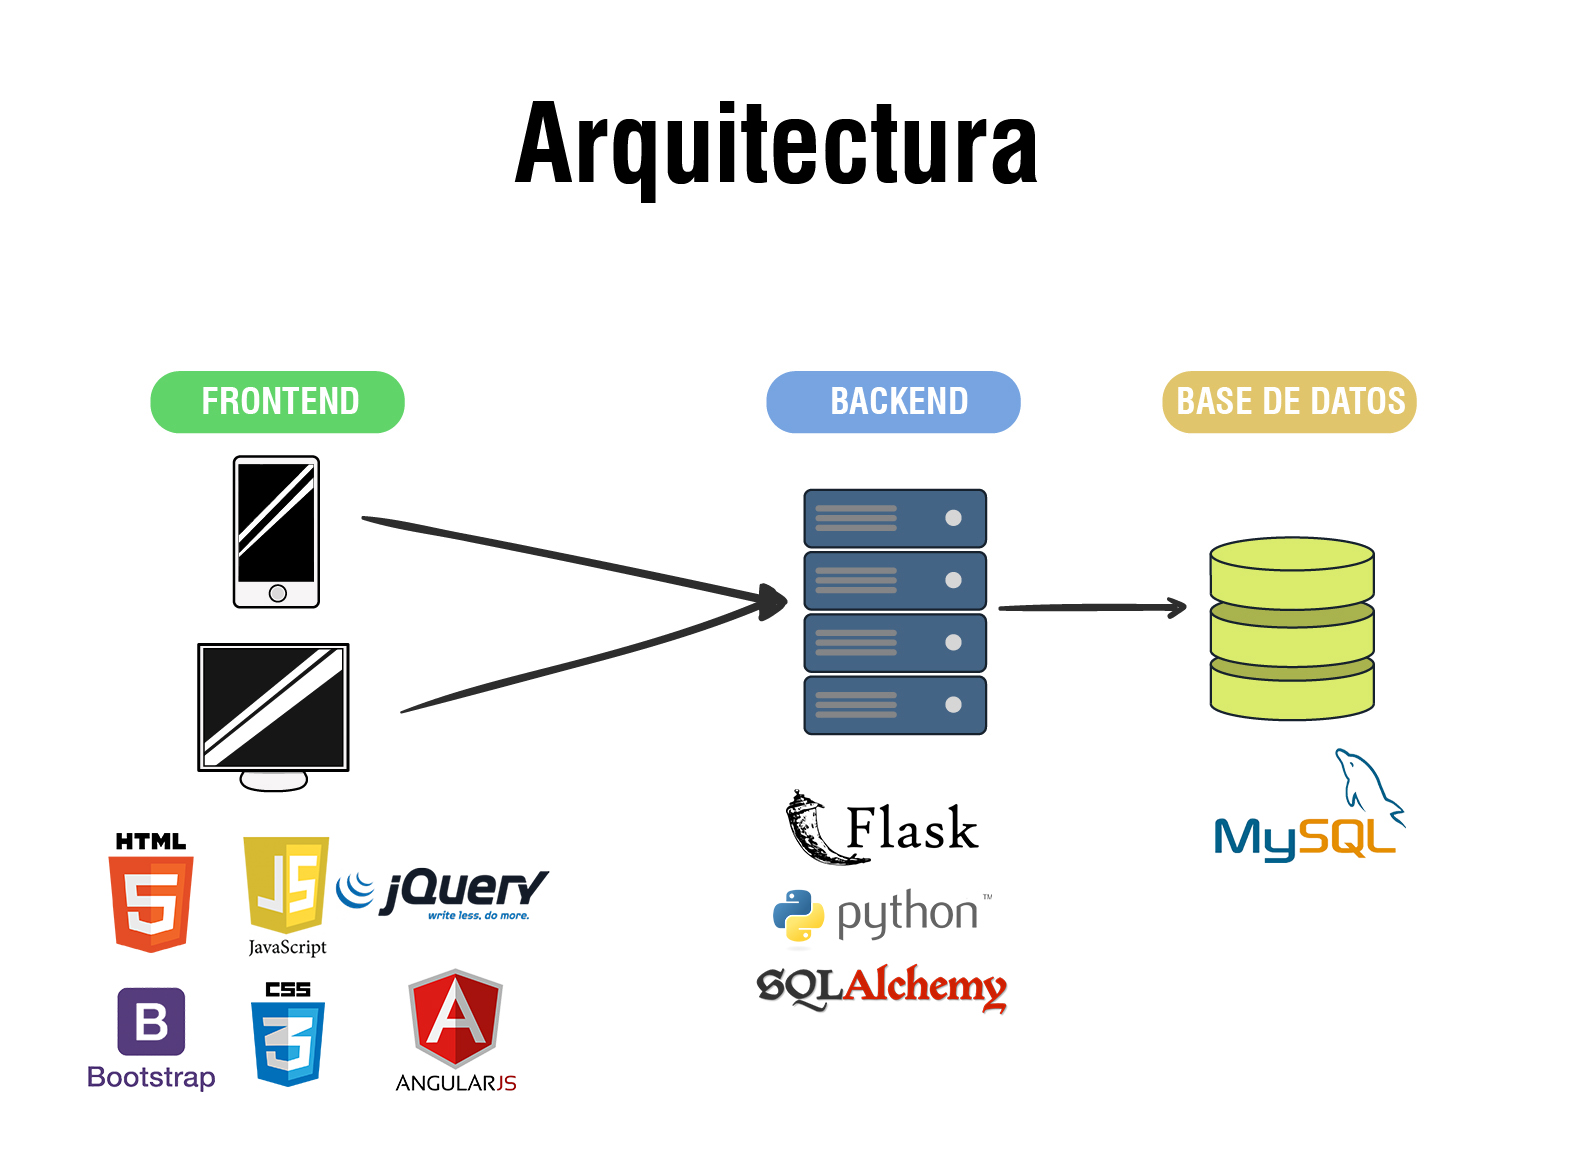 Arquitectura
FRONTEND
BACKEND
BASE DE DATOS
HTML
5
JS
JavaScript
jQuery
write less. do more.
B
Bootstrap
CSS
3
A
ANGULARJS
Flask
python™
SQLAlchemy
MySQL